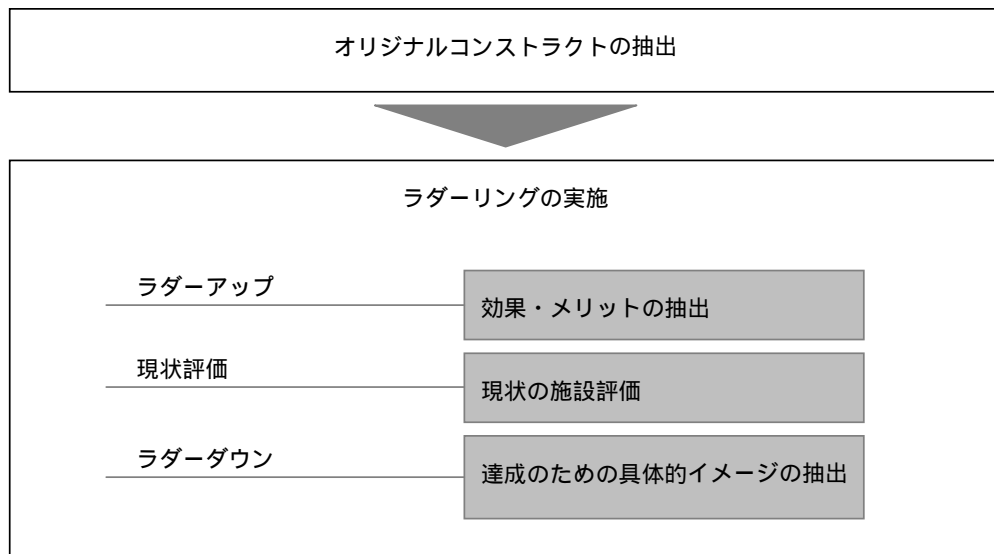 オリジナルコンストラクトの抽出
ラダーリングの実施
ラダーアップ
効果・メリットの抽出
現状評価
現状の施設評価
ラダーダウン
達成のための具体的イメージの抽出